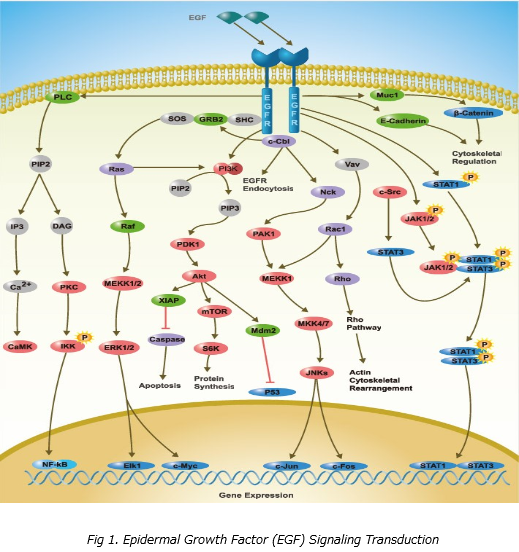 EGF
EGFR
EGFR
PLC
Muc1
β-Catenin
E-Cadherin
SOS
GRB2
SHC
c-Cbl
Cytoskeletal
Regulation
PIP2
Ras
PI3K
PIP2
EGFR
Endocytosis
Vav
Nck
c-Src
STAT1
P
PIP3
IP3
DAG
Raf
PAK1
Rac1
JAK1/2
P
PDK1
STAT3
JAK1/2
P
STAT1
P
STAT3
P
Ca2+
PKC
MEKK1/2
Akt
MEKK1
Rho
XIAP
mTOR
Mdm2
MKK4/7
Rho
Pathway
CaMK
IKK
P
ERK1/2
Caspase
S6K
STAT1
P
STAT3
P
Apoptosis
Protein
Synthesis
P53
JNKs
Actin
Cytoskeletal
Rearrangement
NF-kB
Elk1
c-Myc
c-Jun
c-Fos
STAT1
STAT3
Gene Expression
Fig 1. Epidermal Growth Factor (EGF) Signaling Transduction